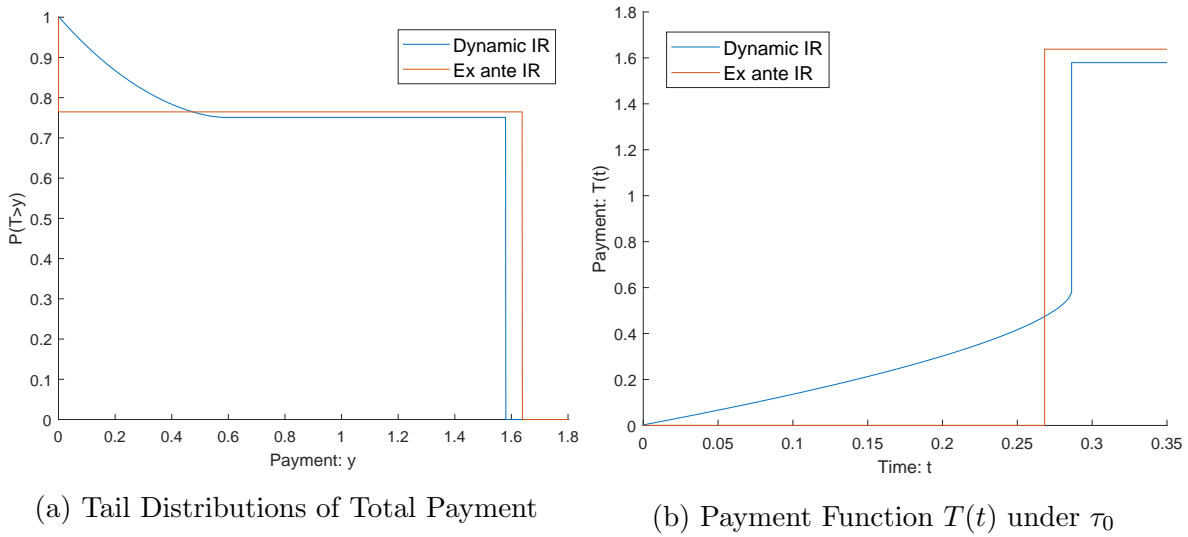 Dynamic IR
Ex ante IR
P(T>y)
1
0.9
0.8
0.7
0.6
0.5
0.4
0.3
0.2
0.1
0
0 0.2 0.4 0.6 0.8 1 1.2 1.4 1.6 1.8
Payment: y
(a) Tail Distributions of Total Payment
Dynamic IR
Ex ante IR
Payment: T(t)
1.8
1.6
1.4
1.2
1
0.8
0.6
0.4
0.2
0
0 0.05 0.1 0.15 0.2 0.25 0.3 0.35
Time: t
(b) Payment Function T(t) under τ₀